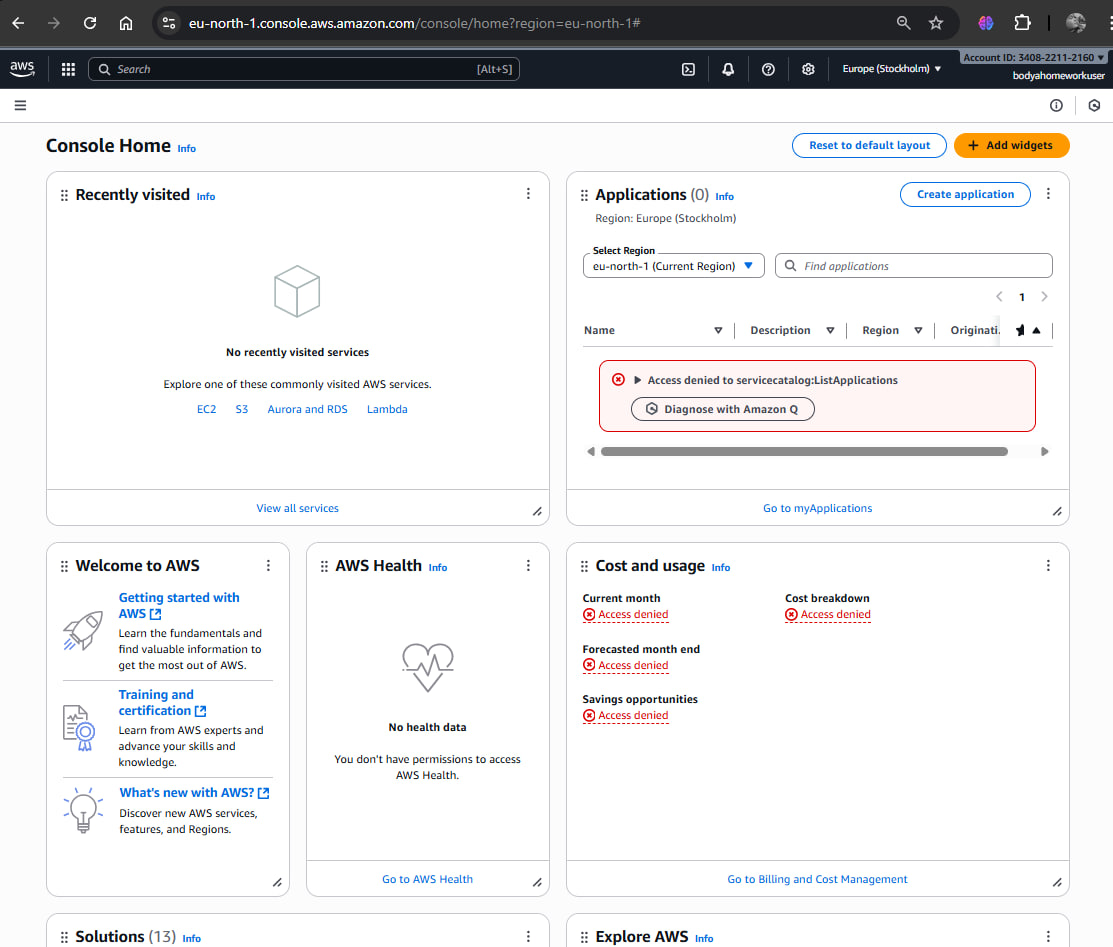 eu-north-1.console.aws.amazon.com/console/home?region=eu-north-1#
aws
Search
[Alt+S]
Europe (Stockholm)
Account ID: 3408-2211-2160
bodyahomeworkuser
Console Home Info
Reset to default layout
Add widgets
Recently visited Info
No recently visited services
Explore one of these commonly visited AWS services.
EC2 S3 Aurora and RDS Lambda
View all services
Applications (0) Info
Create application
Region: Europe (Stockholm)
Select Region
eu-north-1 (Current Region)
Find applications
1
Name Description Region Originati.
Access denied to servicecatalog:ListApplications
Diagnose with Amazon Q
Go to myApplications
Welcome to AWS
Getting started with
AWS
Learn the fundamentals and
find valuable information to
get the most out of AWS.
Training and
certification
Learn from AWS experts and
advance your skills and
knowledge.
What's new with AWS?
Discover new AWS services,
features, and Regions.
AWS Health Info
No health data
You don't have permissions to access
AWS Health.
Go to AWS Health
Cost and usage Info
Current month
Access denied
Cost breakdown
Access denied
Forecasted month end
Access denied
Savings opportunities
Access denied
Go to Billing and Cost Management
Solutions (13) Info
Explore AWS Info